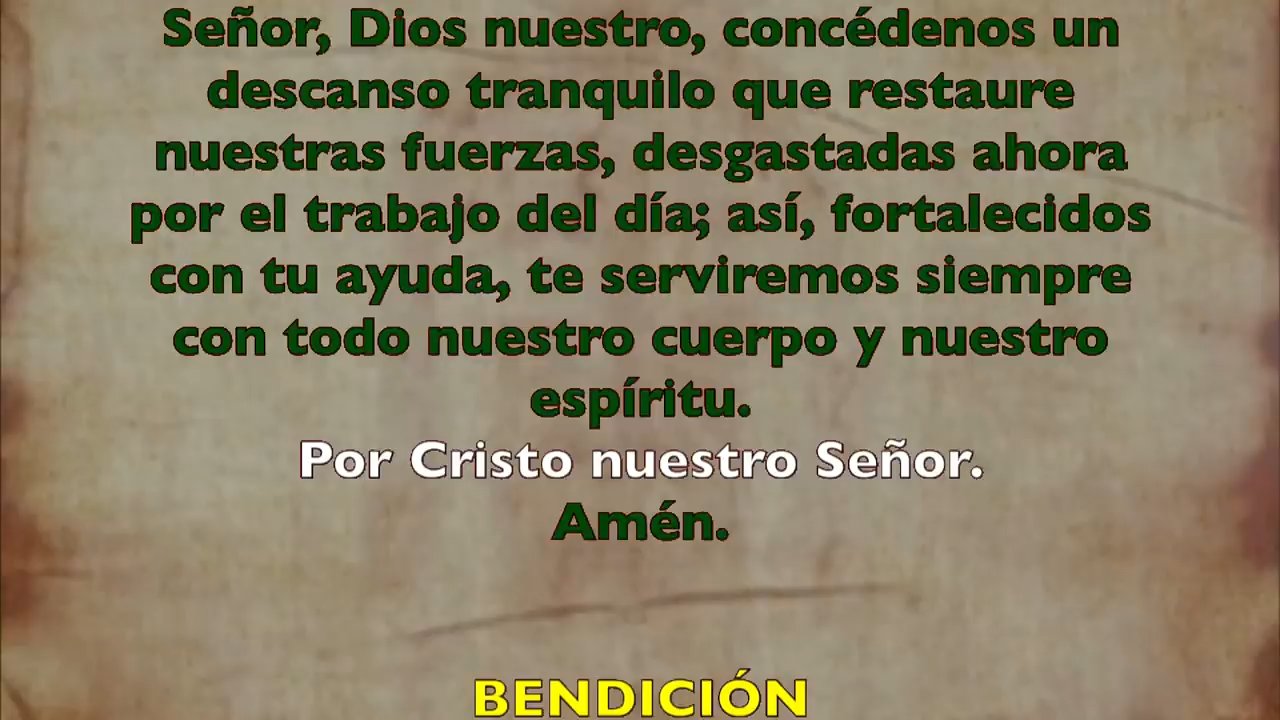 Señor, Dios nuestro, concédenos un
descanso tranquilo que restaure
nuestras fuerzas, desgastadas ahora
por el trabajo del día; así, fortalecidos
con tu ayuda, te serviremos siempre
con todo nuestro cuerpo y nuestro
espíritu.
Por Cristo nuestro Señor.
Amén.
BENDICIÓN